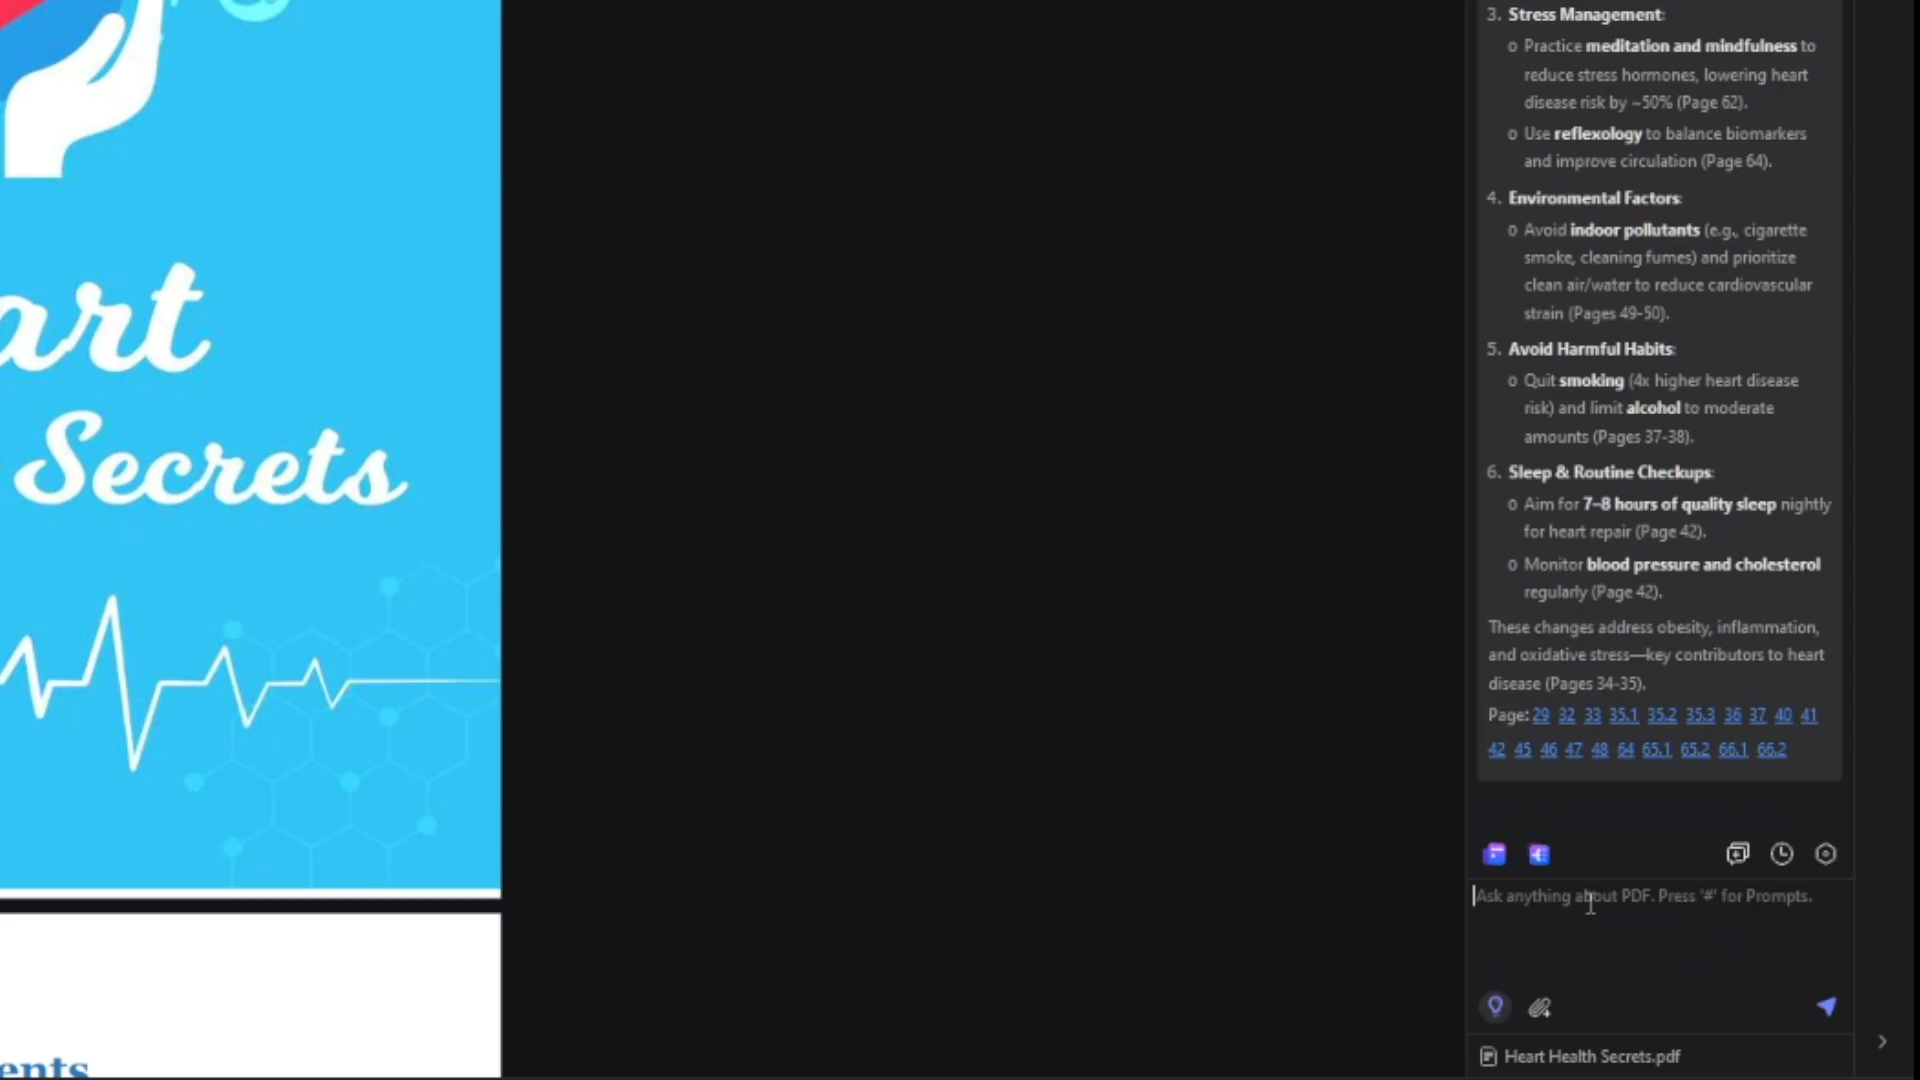 art
Secrets
ents
3. Stress Management:
o Practice meditation and mindfulness to
reduce stress hormones, lowering heart
disease risk by ~50% (Page 62).
o Use reflexology to balance biomarkers
and improve circulation (Page 64).
4. Environmental Factors:
o Avoid indoor pollutants (e.g., cigarette
smoke, cleaning fumes) and prioritize
clean air/water to reduce cardiovascular
strain (Pages 49-50).
5. Avoid Harmful Habits:
o Quit smoking (4x higher heart disease
risk) and limit alcohol to moderate
amounts (Pages 37-38).
6. Sleep & Routine Checkups:
o Aim for 7–8 hours of quality sleep nightly
for heart repair (Page 42).
o Monitor blood pressure and cholesterol
regularly (Page 42).
These changes address obesity, inflammation,
and oxidative stress—key contributors to heart
disease (Pages 34-35).
Page: 29 32 33 35.1 35.2 35.3 36 37 40 41
42 45 46 47 48 64 65.1 65.2 66.1 66.2
Ask anything about PDF. Press '#' for Prompts.
Heart Health Secrets.pdf